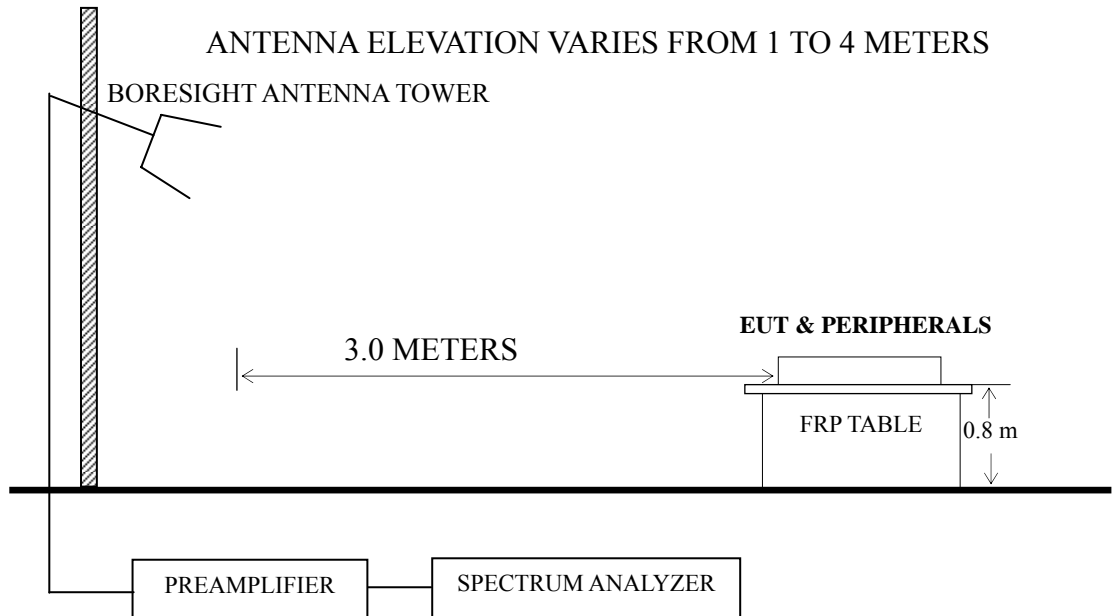 ANTENNA ELEVATION VARIES FROM 1 TO 4 METERS
BORESIGHT ANTENNA TOWER
EUT & PERIPHERALS
3.0 METERS
FRP TABLE
0.8 m
PREAMPLIFIER
SPECTRUM ANALYZER